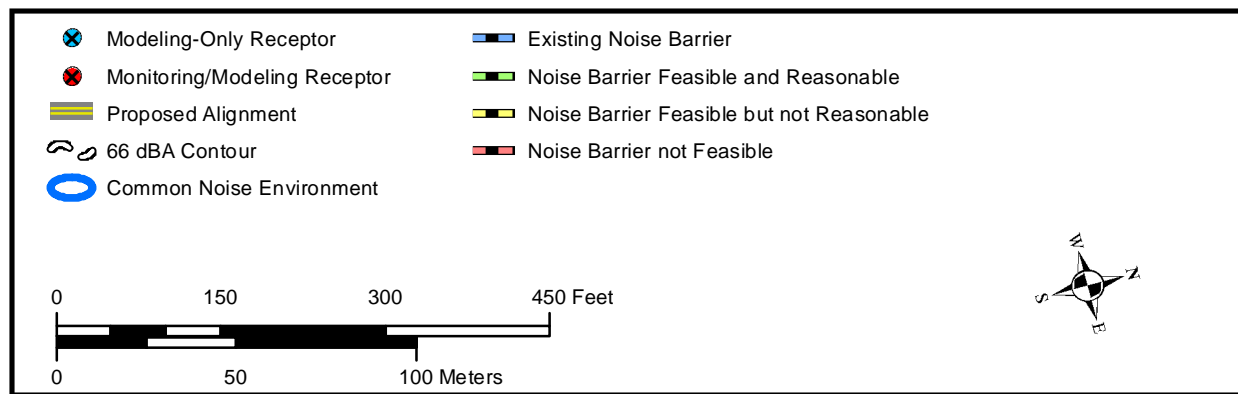 Modeling-Only Receptor
Monitoring/Modeling Receptor
Proposed Alignment
66 dBA Contour
Common Noise Environment
Existing Noise Barrier
Noise Barrier Feasible and Reasonable
Noise Barrier Feasible but not Reasonable
Noise Barrier not Feasible
0 150 300 450 Feet
0 50 100 Meters
W
N
S
E